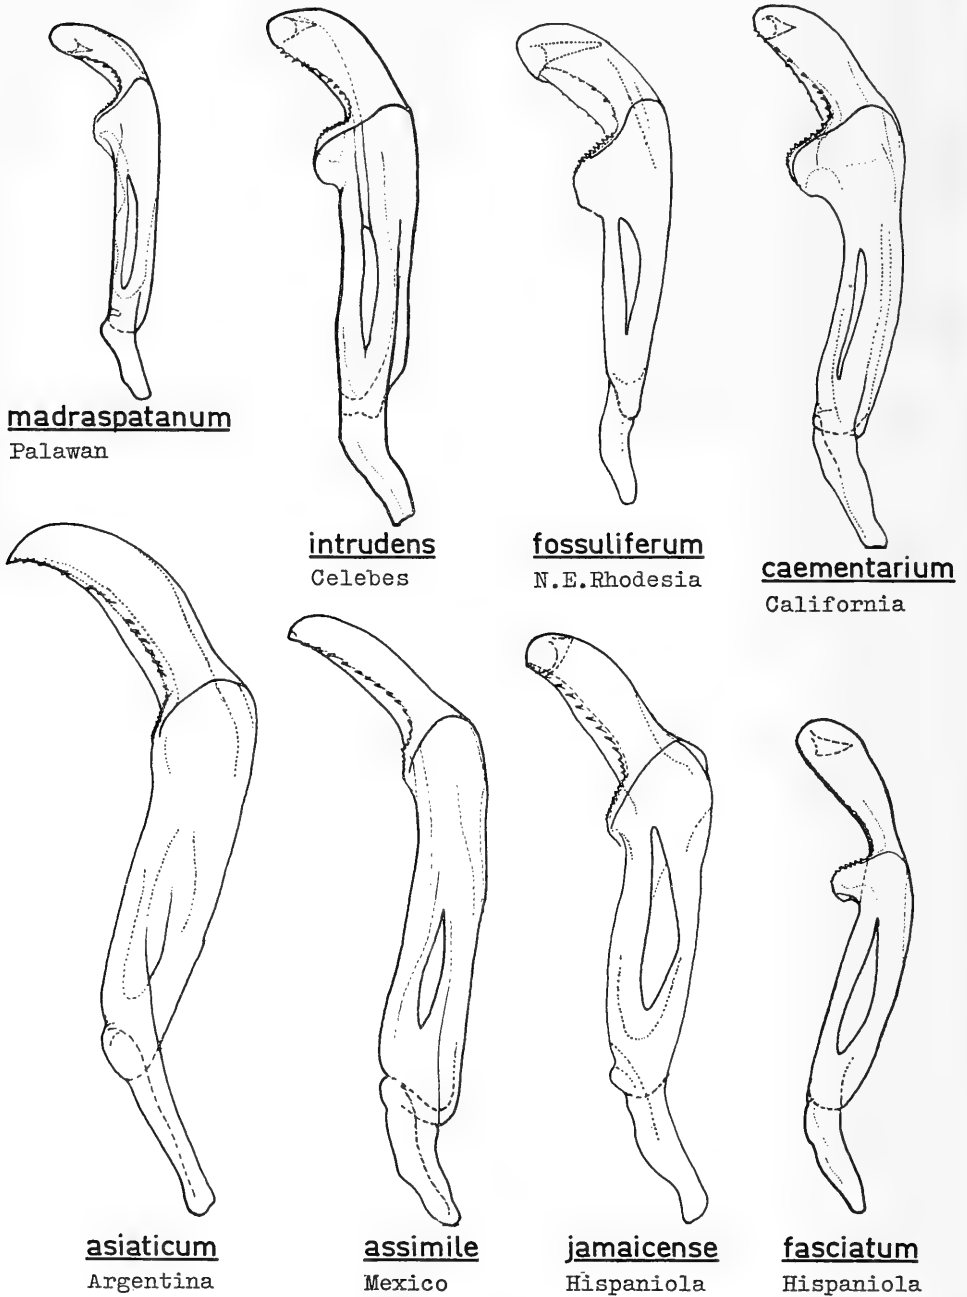 madraspatanum
Palawan
intrudens
Celebes
fossuliferum
N.E.Rhodesia
caementarium
California
asiaticum
Argentina
assimile
Mexico
jamaicense
Hispaniola
fasciatum
Hispaniola